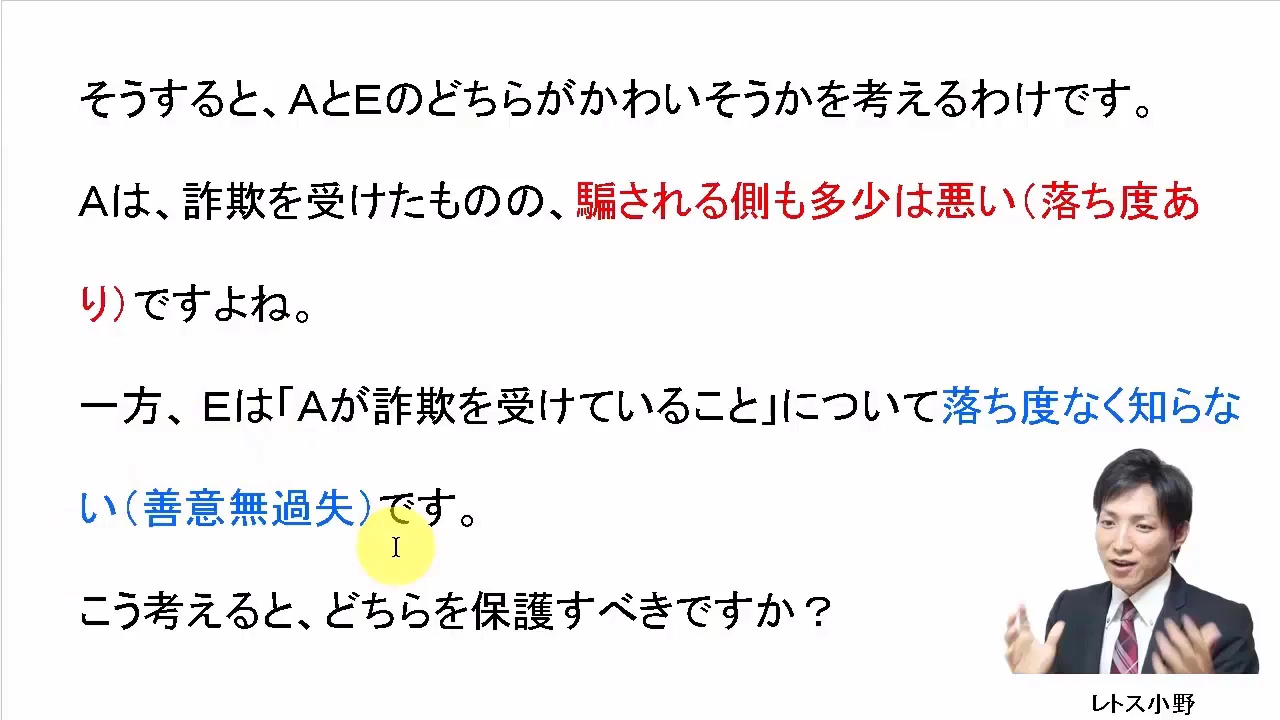 そうすると、AとEのどちらがかわいそうかを考えるわけです。
Aは、詐欺を受けたものの、騙される側も多少は悪い(落ち度あ
り)ですよね。
一方、Eは「Aが詐欺を受けていること」について落ち度なく知らな
い(善意無過失)です。
こう考えると、どちらを保護すべきですか?
レトス小野